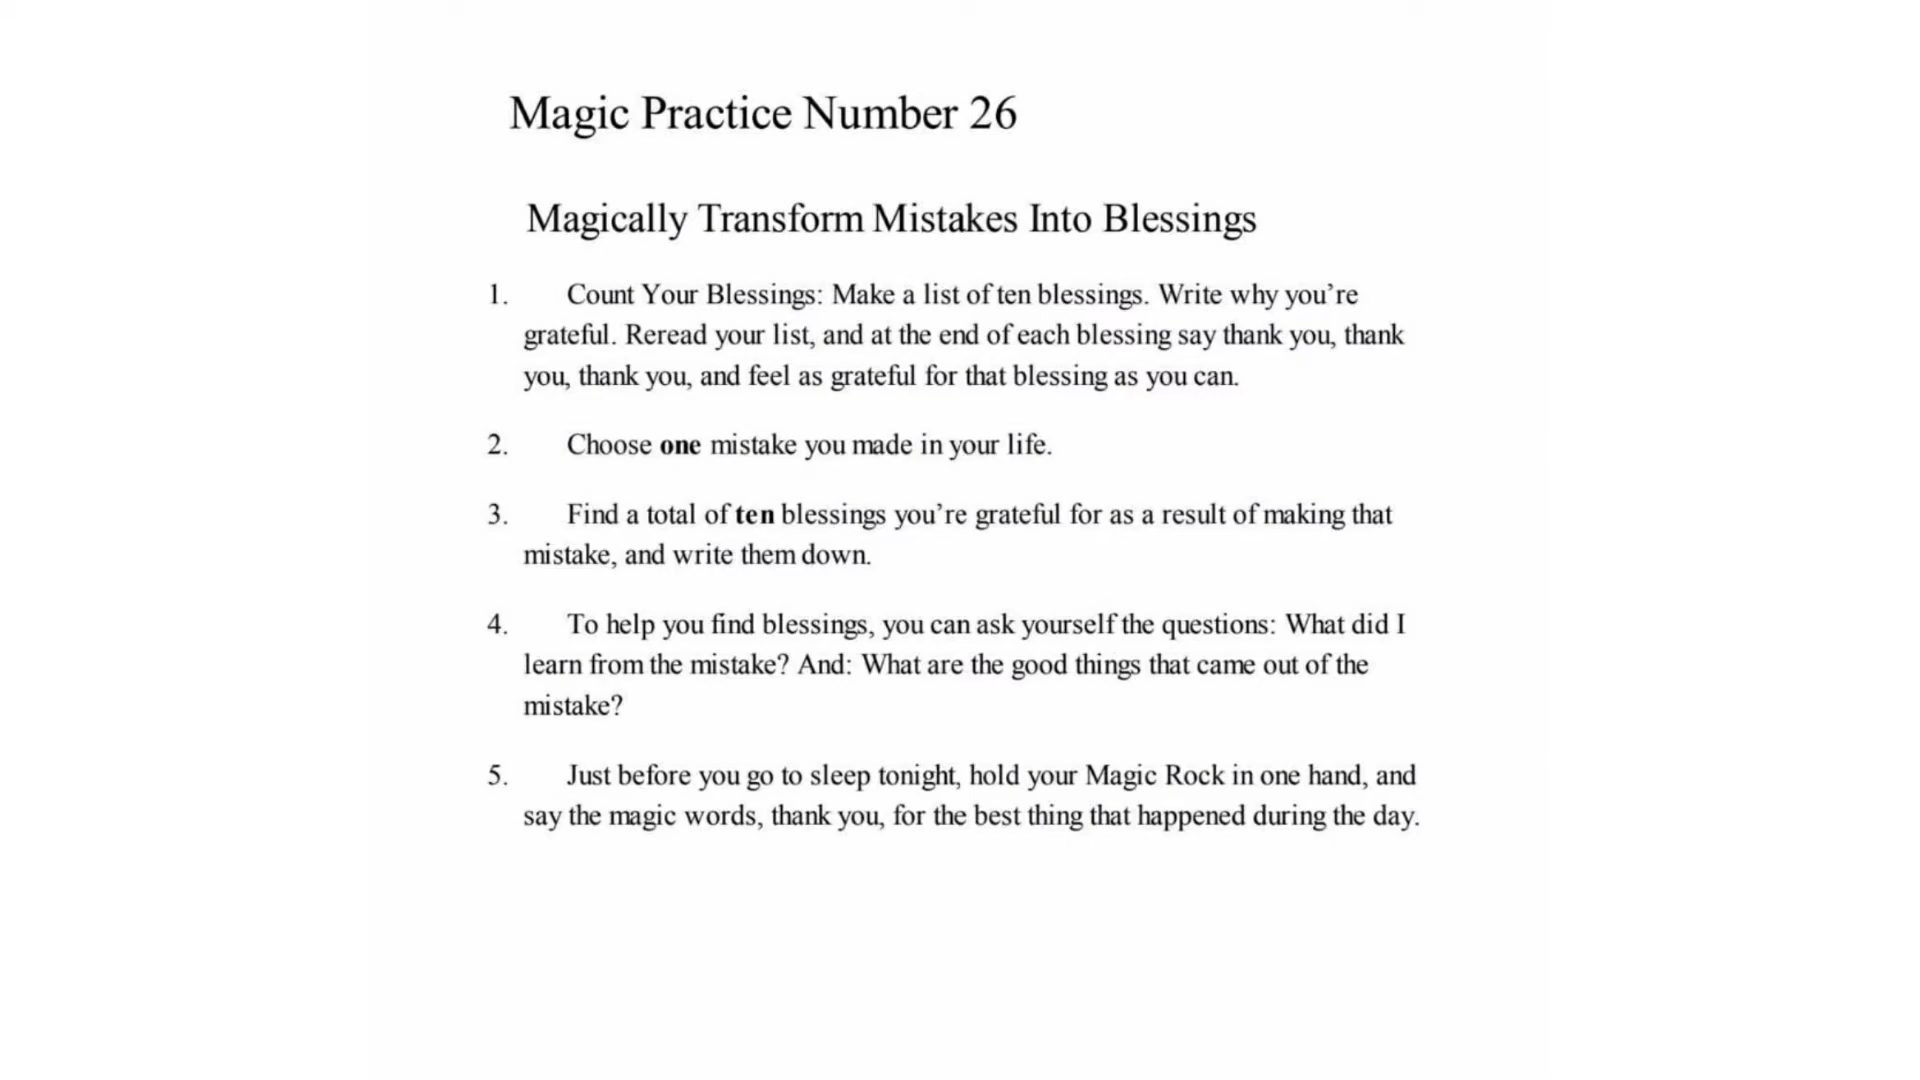 Magic Practice Number 26
Magically Transform Mistakes Into Blessings
1. Count Your Blessings: Make a list of ten blessings. Write why you’re
grateful. Reread your list, and at the end of each blessing say thank you, thank
you, thank you, and feel as grateful for that blessing as you can.
2. Choose one mistake you made in your life.
3. Find a total of ten blessings you’re grateful for as a result of making that
mistake, and write them down.
4. To help you find blessings, you can ask yourself the questions: What did I
learn from the mistake? And: What are the good things that came out of the
mistake?
5. Just before you go to sleep tonight, hold your Magic Rock in one hand, and
say the magic words, thank you, for the best thing that happened during the day.